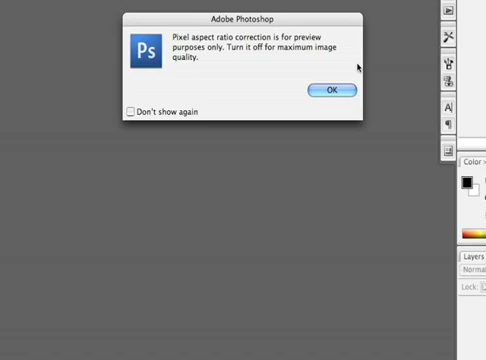 Adobe Photoshop
Ps
Pixel aspect ratio correction is for preview
purposes only. Turn it off for maximum image
quality.
OK
Don't show again
A
Color
Layers
Norma
Lock: